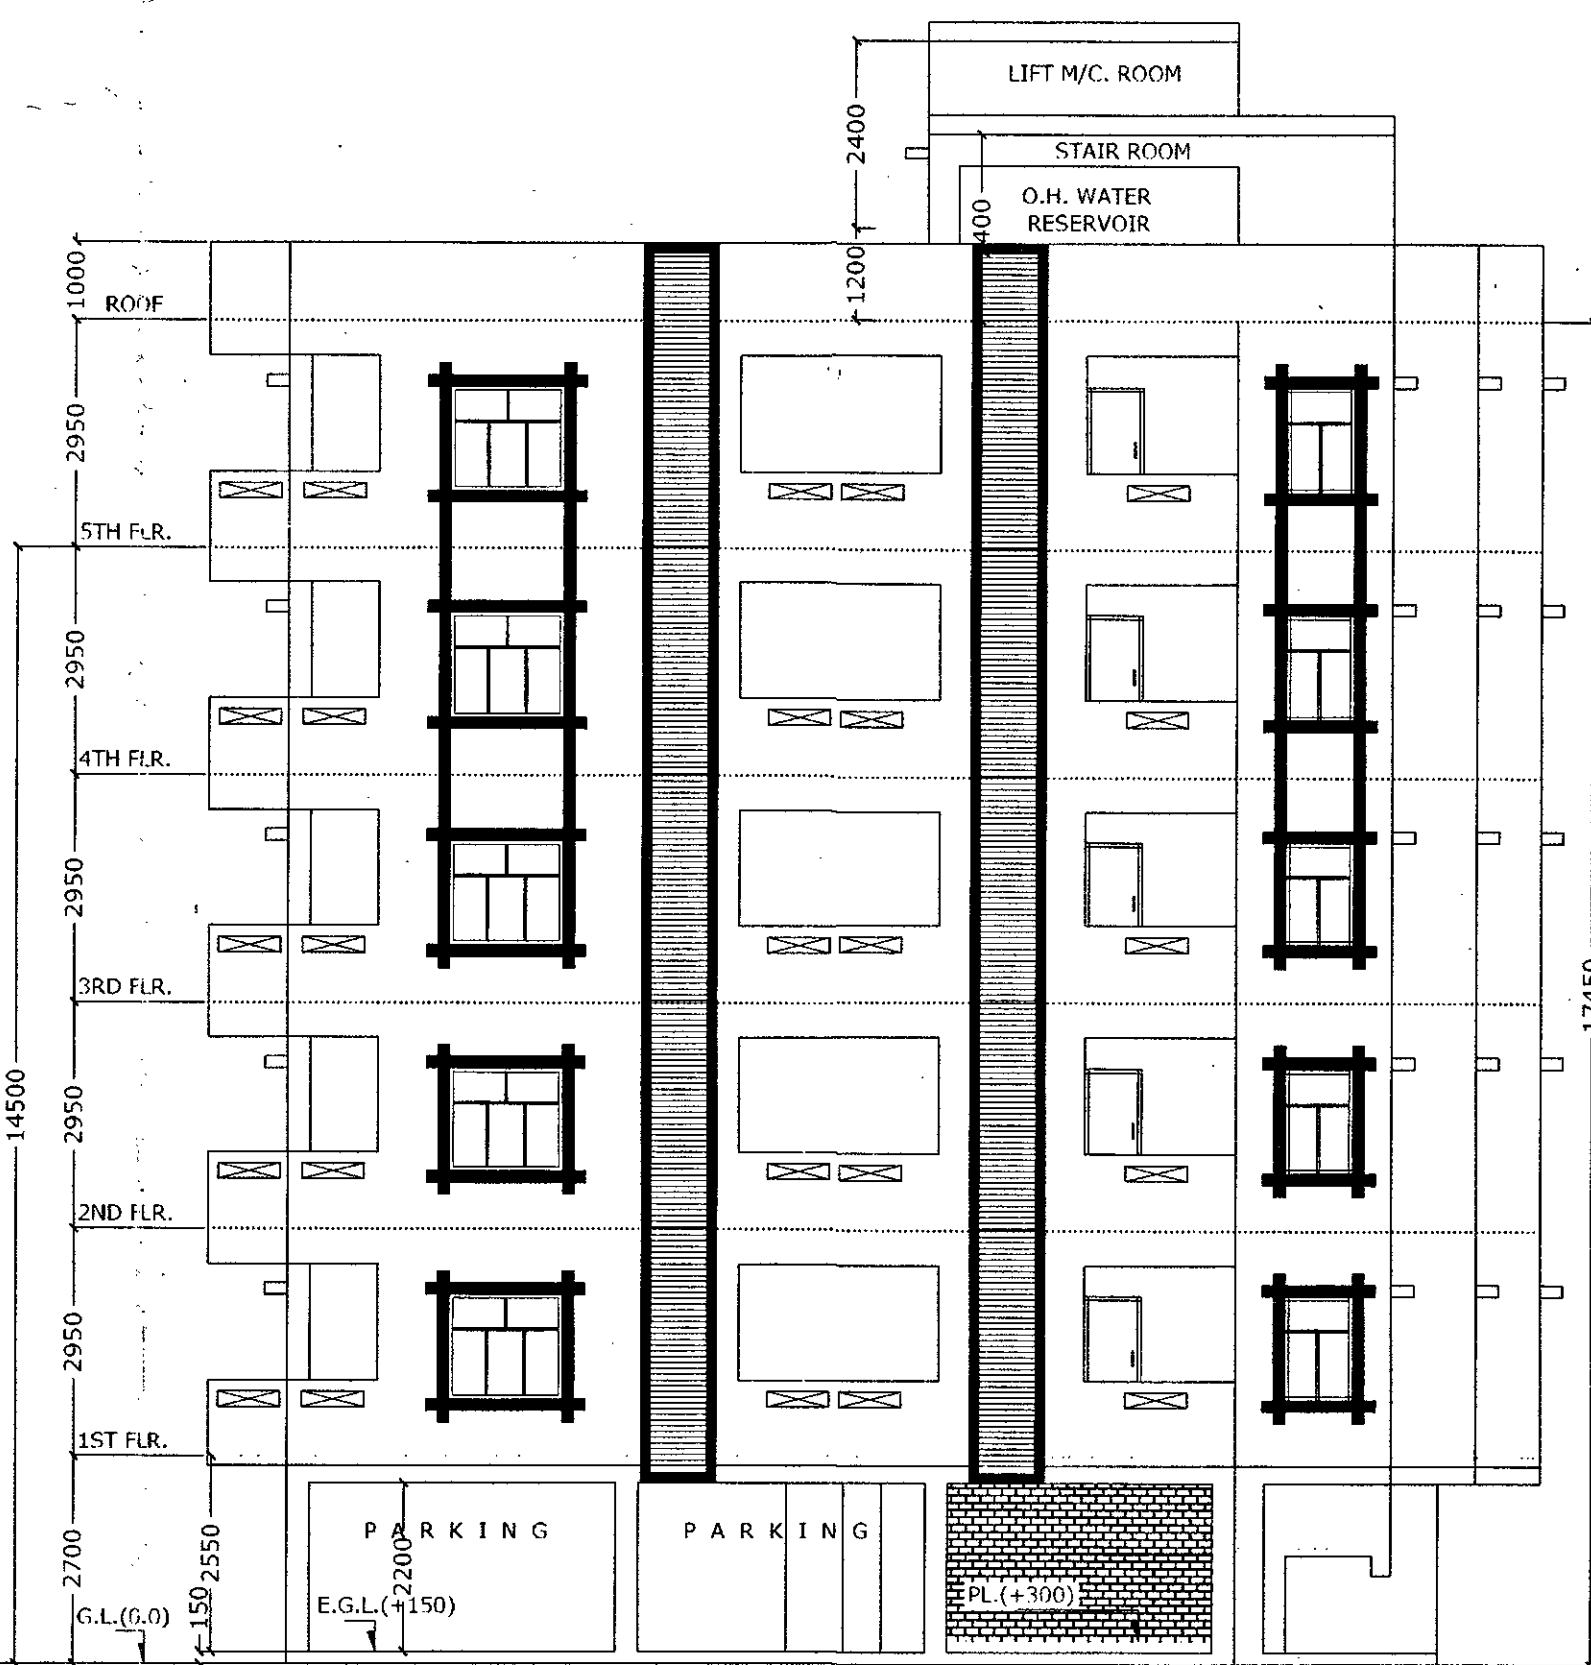 LIFT M/C. ROOM
2400
STAIR ROOM
O.H. WATER
RESERVOIR
400
1000
1200
ROOF
2950
5TH FLR.
2950
4TH FLR.
2950
3RD FLR.
17450
14500
2950
2ND FLR.
2950
1ST FLR.
PARKING
PARKING
2700
2550
2200
150
G.L.(0.0)
E.G.L.(+150)
PL.(+300)